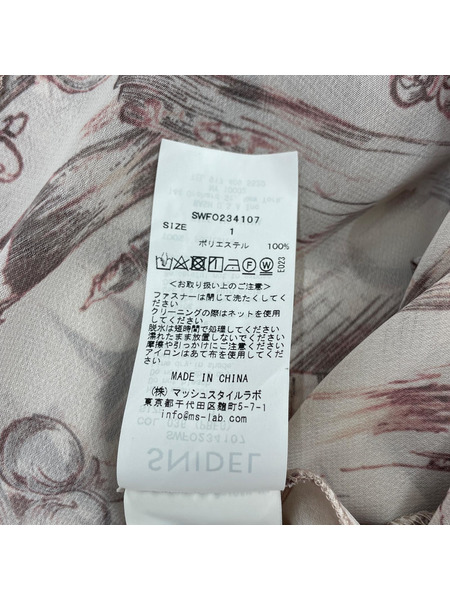 SWFO234107
SIZE 1
ポリエステル 100%
E023
<お取り扱い上のご注意>
ファスナーは閉じて洗たくしてく
ださい
クリーニングの際はネットを使用
してください
脱水は短時間で処理してください
濡れたまま放置しないでください
摩擦や引っかけにご注意ください
アイロンはあて布を使用してくだ
さい
MADE IN CHINA
(株)マッシュスタイルラボ
東京都千代田区麹町5-7-1
info@ms-lab.com
SWFO234107
SNIDEL